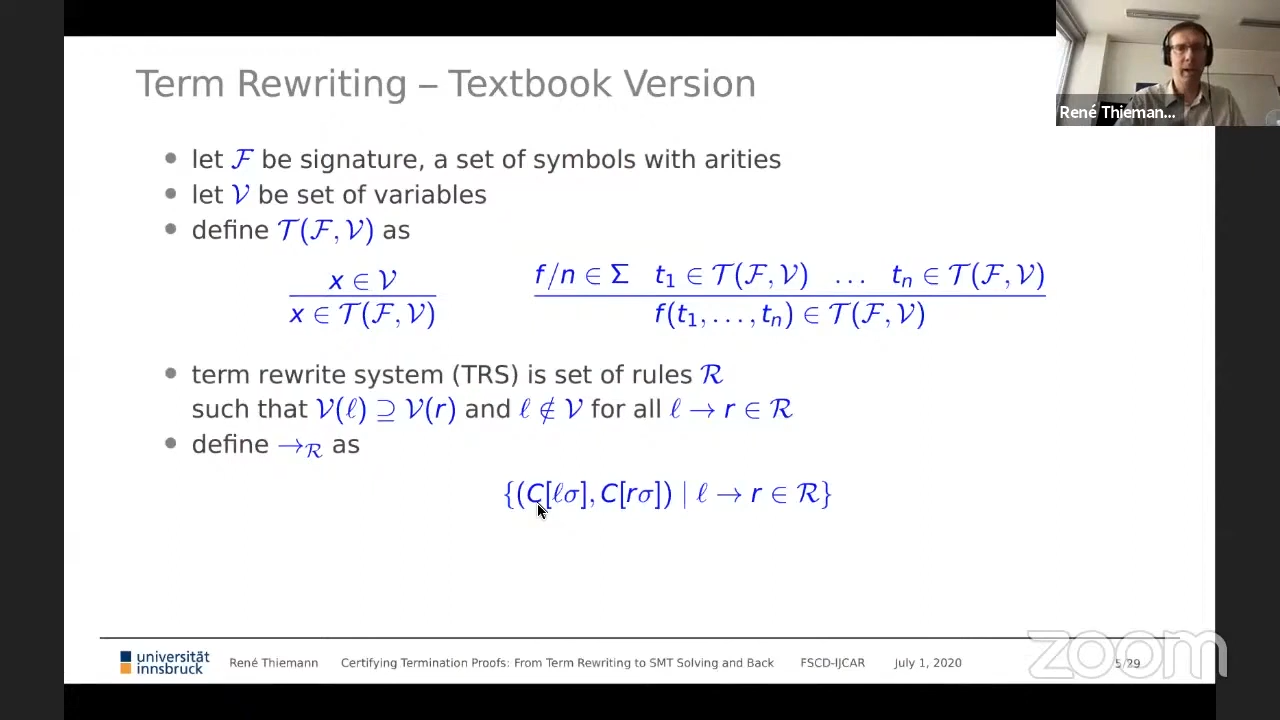 Term Rewriting – Textbook Version
René Thieman...
• let ℱ be signature, a set of symbols with arities
• let 𝒱 be set of variables
• define 𝒯(ℱ, 𝒱) as
x ∈ 𝒱
x ∈ 𝒯(ℱ, 𝒱)
f/n ∈ Σ t₁ ∈ 𝒯(ℱ, 𝒱) … tₙ ∈ 𝒯(ℱ, 𝒱)
f(t₁, …, tₙ) ∈ 𝒯(ℱ, 𝒱)
• term rewrite system (TRS) is set of rules ℛ
such that 𝒱(ℓ) ⊇ 𝒱(r) and ℓ ∉ 𝒱 for all ℓ → r ∈ ℛ
• define →ℛ as
{(C[ℓσ], C[rσ]) | ℓ → r ∈ ℛ}
universität
innsbruck
René Thiemann Certifying Termination Proofs: From Term Rewriting to SMT Solving and Back FSCD-IJCAR July 1, 2020 5/29
zoom